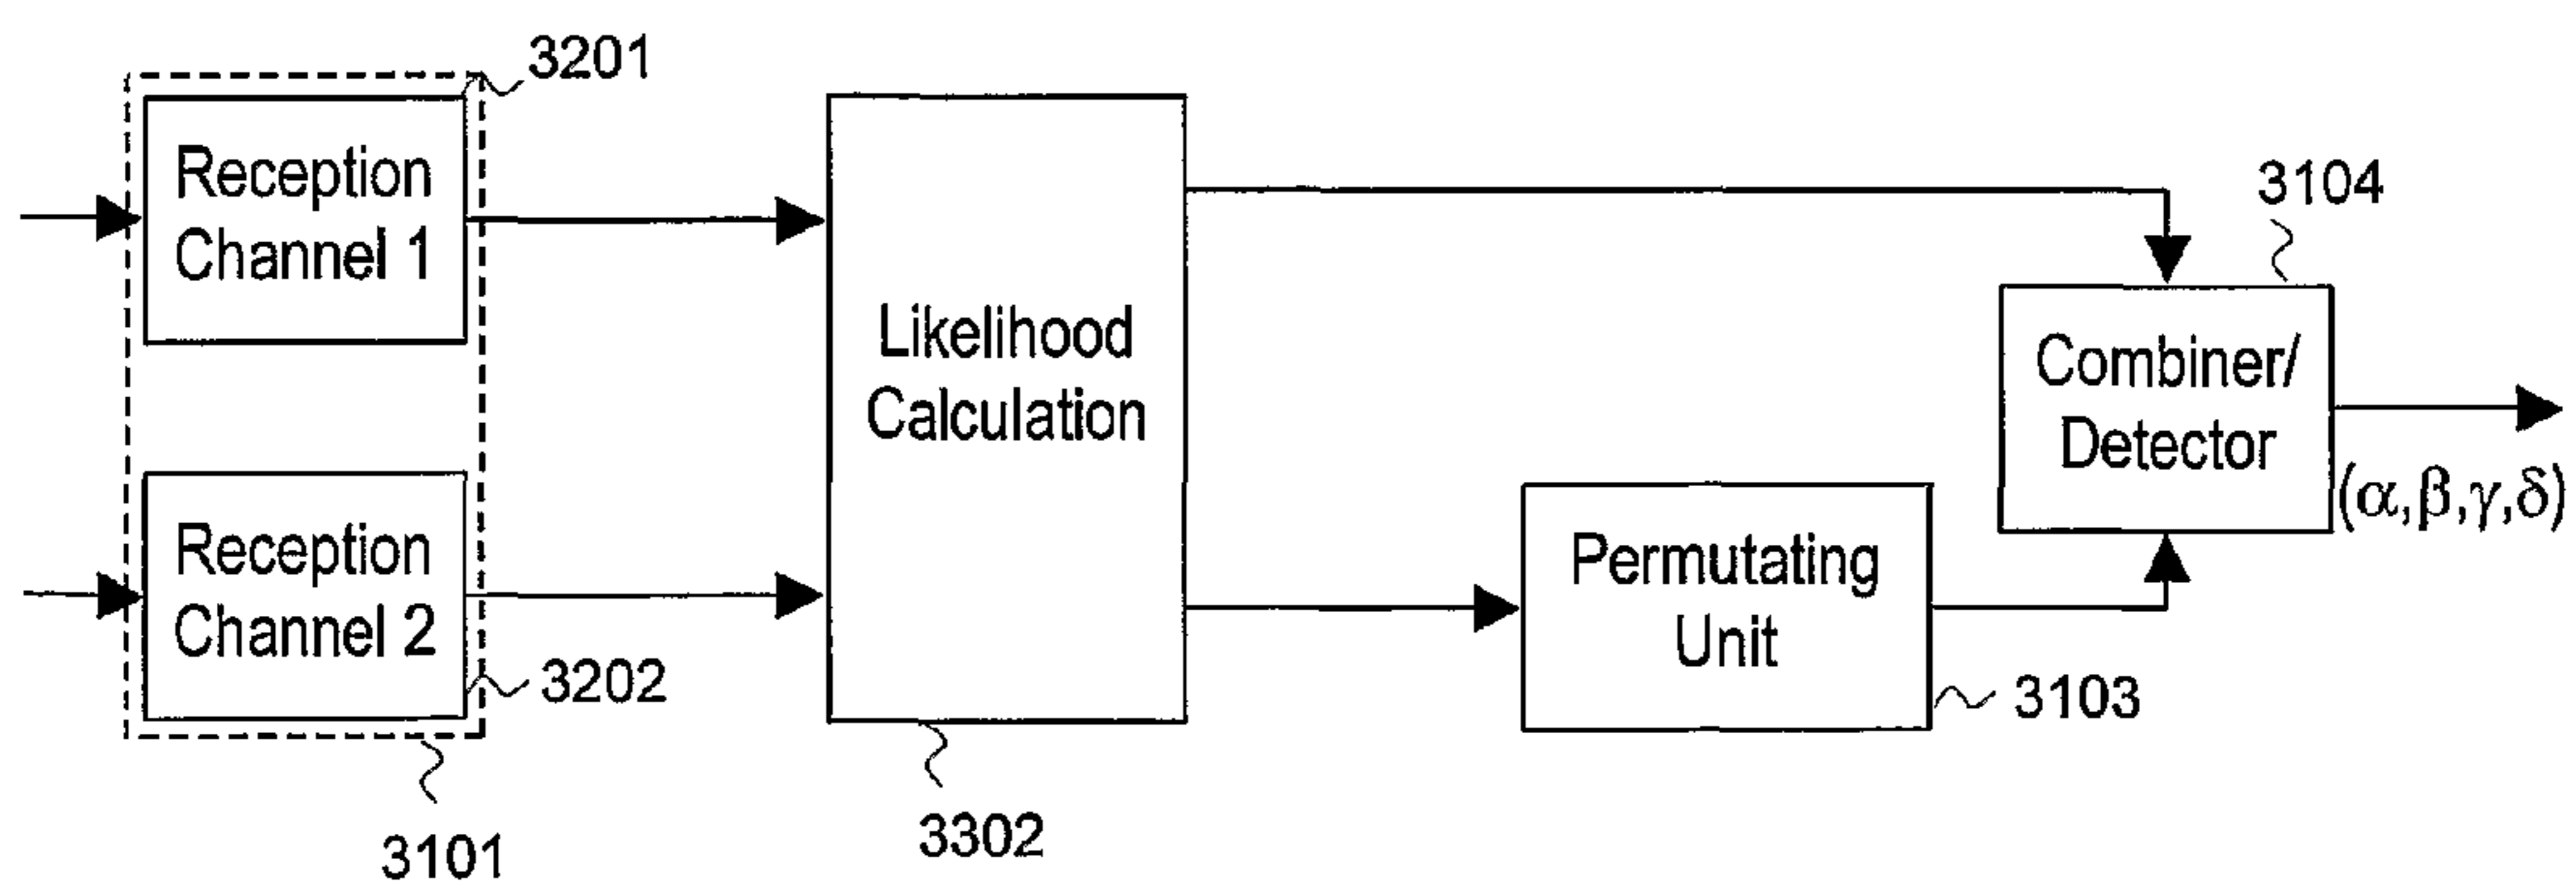 3201
Reception
Channel 1
3104
Likelihood
Calculation
Combiner/
Detector
(α,β,γ,δ)
Reception
Channel 2
Permutating
Unit
3202
3103
3101
3302